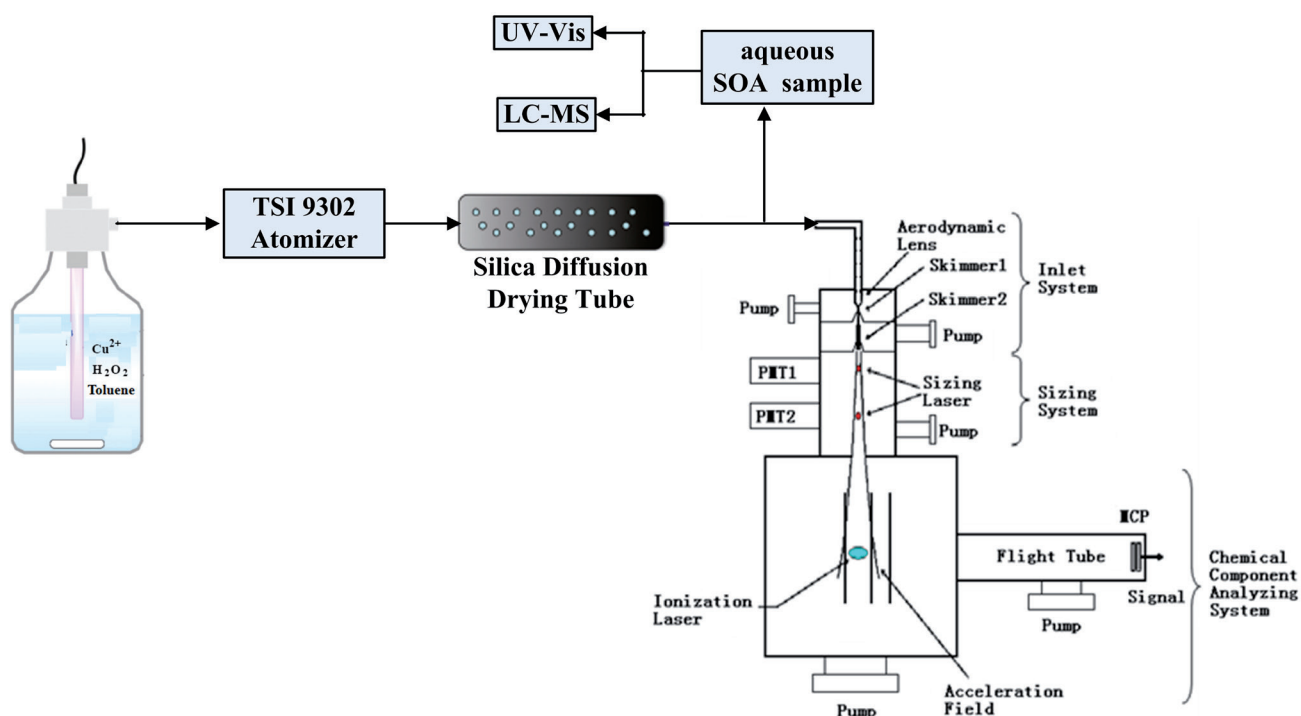 UV-Vis
aqueous
SOA sample
LC-MS
TSI 9302
Atomizer
Silica Diffusion
Drying Tube
Cu²⁺
H₂O₂
Toluene
Aerodynamic
Lens
Skimmer1
Skimmer2
Inlet
System
Pump
Pump
PMT1
PMT2
Sizing
Laser
Sizing
System
Pump
MCP
Flight Tube
Signal
Chemical
Component
Analyzing
System
Ionization
Laser
Pump
Acceleration
Field
Pump